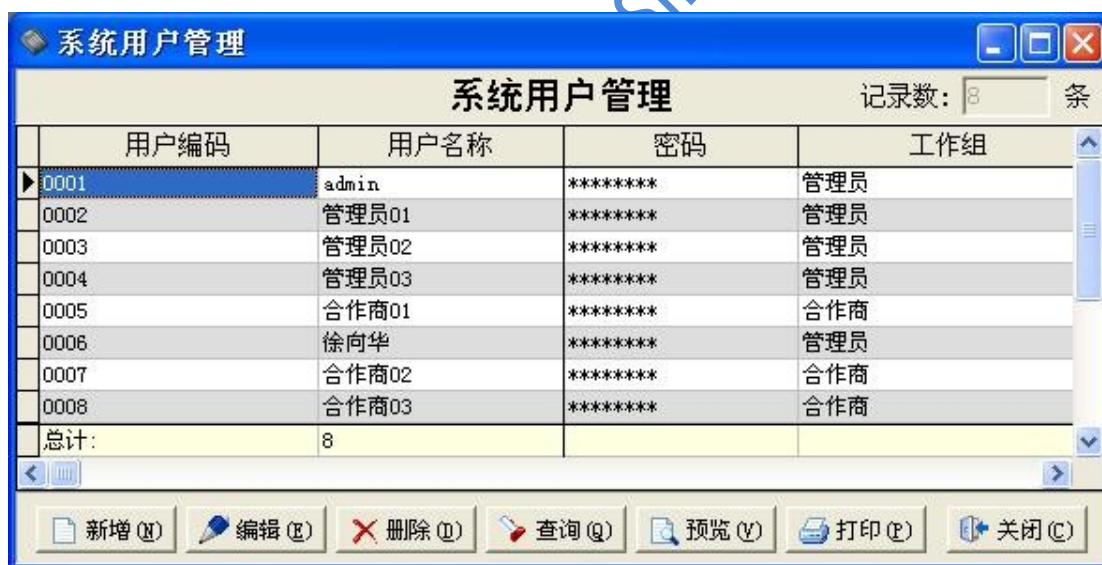 系统用户管理
系统用户管理 记录数: 8 条
用户编码 用户名称 密码 工作组
0001 admin ******** 管理员
0002 管理员01 ******** 管理员
0003 管理员02 ******** 管理员
0004 管理员03 ******** 管理员
0005 合作商01 ******** 合作商
0006 徐向华 ******** 管理员
0007 合作商02 ******** 合作商
0008 合作商03 ******** 合作商
总计: 8
新增(N) 编辑(E) 删除(D) 查询(Q) 预览(V) 打印(P) 关闭(C)